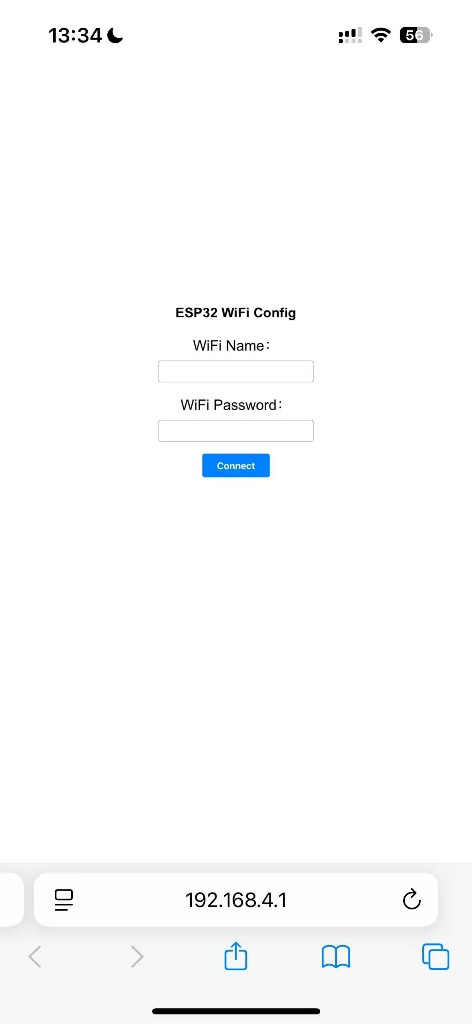 13:34
56
ESP32 WiFi Config
WiFi Name:
WiFi Password:
Connect
192.168.4.1